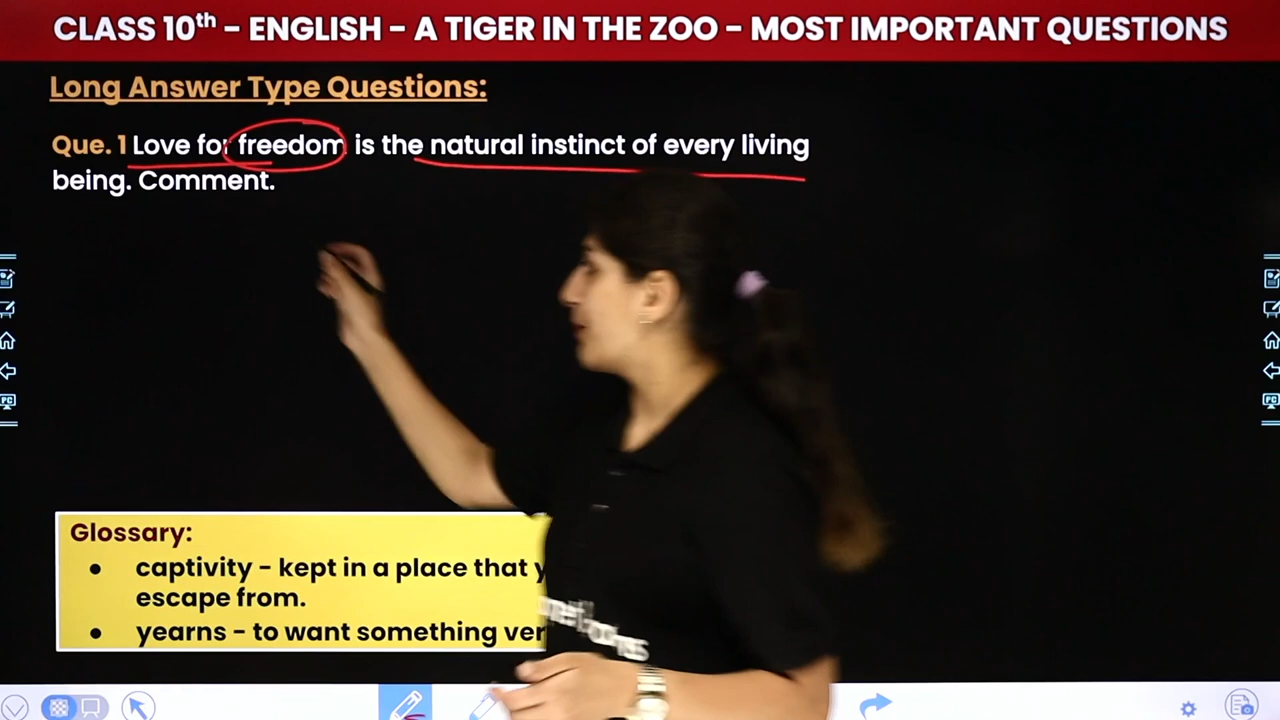 CLASS 10th - ENGLISH - A TIGER IN THE ZOO - MOST IMPORTANT QUESTIONS
Long Answer Type Questions:
Que. 1 Love for freedom is the natural instinct of every living
being. Comment.
Glossary:
• captivity - kept in a place that
escape from.
• yearns - to want something
PC
PC